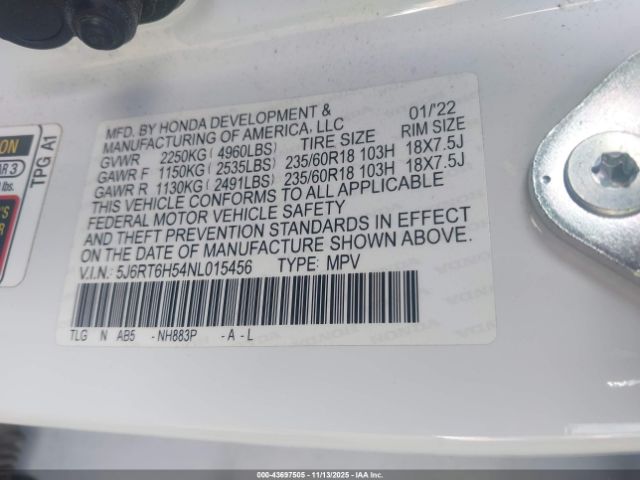 MFD. BY HONDA DEVELOPMENT & 01/'22
MANUFACTURING OF AMERICA, LLC
GVWR 2250KG(4960LBS) TIRE SIZE RIM SIZE
GAWR F 1150KG(2535LBS) 235/60R18 103H 18X7.5J
GAWR R 1130KG(2491LBS) 235/60R18 103H 18X7.5J
THIS VEHICLE CONFORMS TO ALL APPLICABLE
FEDERAL MOTOR VEHICLE SAFETY
AND THEFT PREVENTION STANDARDS IN EFFECT
ON THE DATE OF MANUFACTURE SHOWN ABOVE.
V.I.N.: 5J6RT6H54NL015456 TYPE: MPV
TLG N AB5 -NH883P -A-L
TPG A1
000-43697505 - 11/13/2025 - IAAC